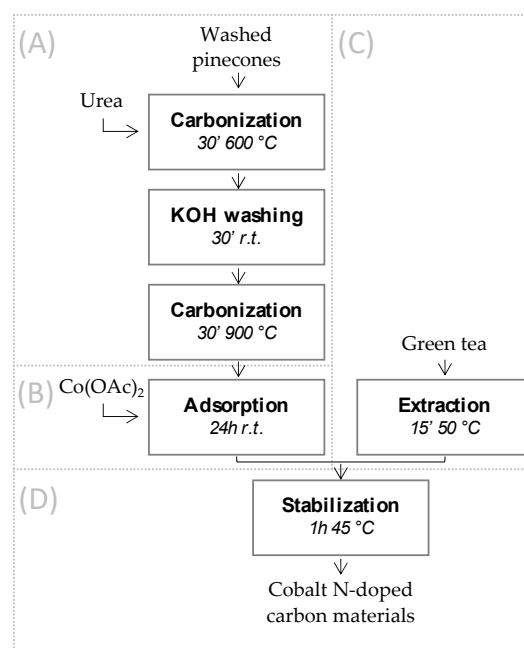 (A)
Washed
pinecones
(C)
Urea
Carbonization
30' 600 °C
KOH washing
30' r.t.
Carbonization
30' 900 °C
Green tea
(B)
Co(OAc)₂
Adsorption
24h r.t.
Extraction
15' 50 °C
(D)
Stabilization
1h 45 °C
Cobalt N-doped
carbon materials